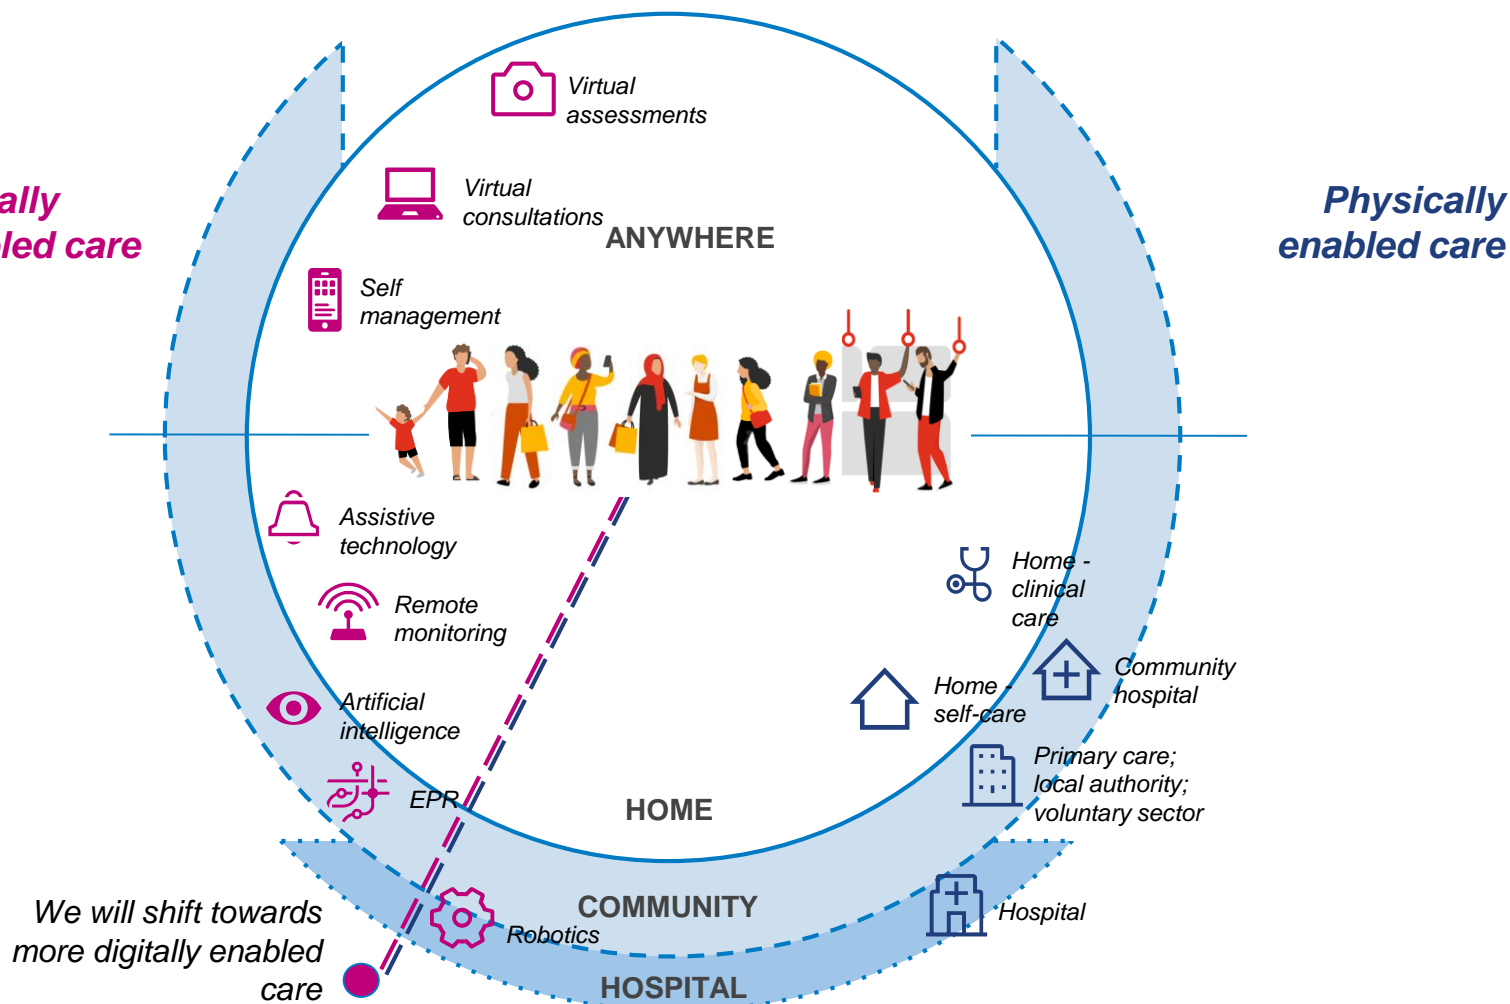 Virtual
assessments
Virtual
consultations
ANYWHERE
Self
management
ally
led care
Physically
enabled care
Assistive
technology
Remote
monitoring
Artificial
intelligence
EPR
Home -
clinical
care
Community
hospital
Home -
self-care
Primary care;
local authority;
voluntary sector
HOME
COMMUNITY
Robotics
Hospital
HOSPITAL
We will shift towards
more digitally enabled
care